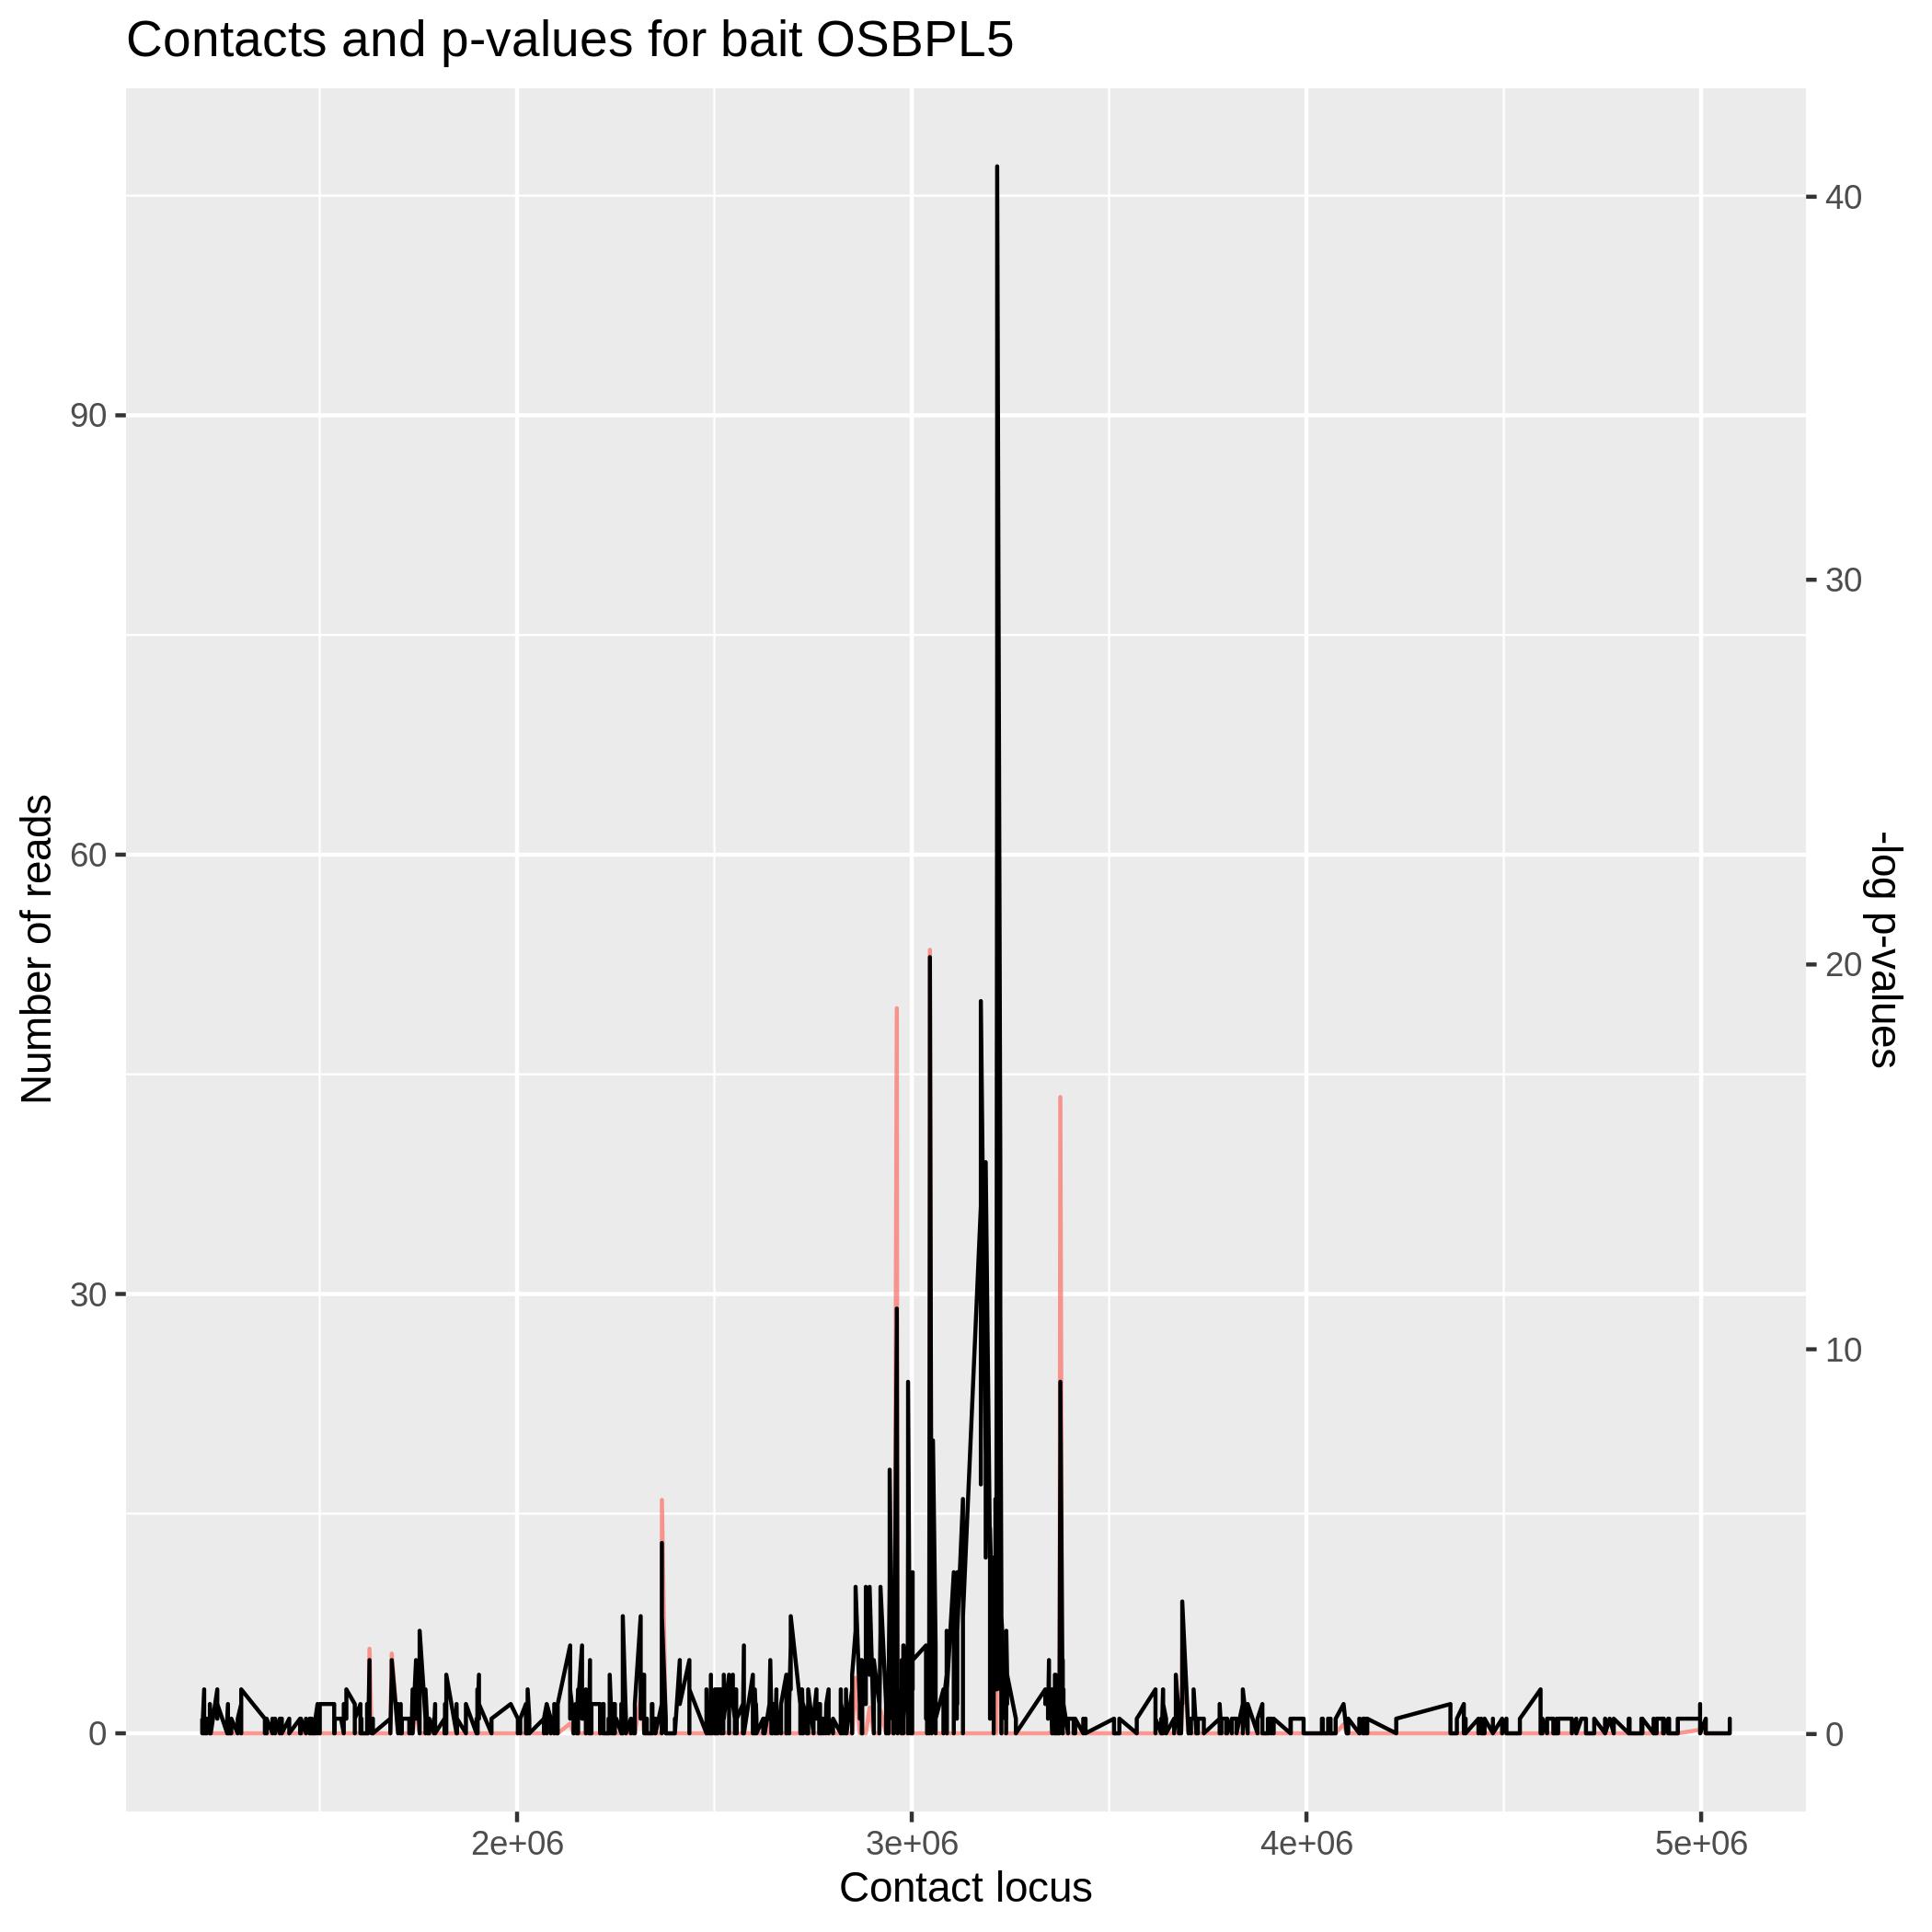 Contacts and p-values for bait OSBPL5
Number of reads
90
60
30
0
40
30
20
10
0
-log p-values
2e+06 3e+06 4e+06 5e+06
Contact locus